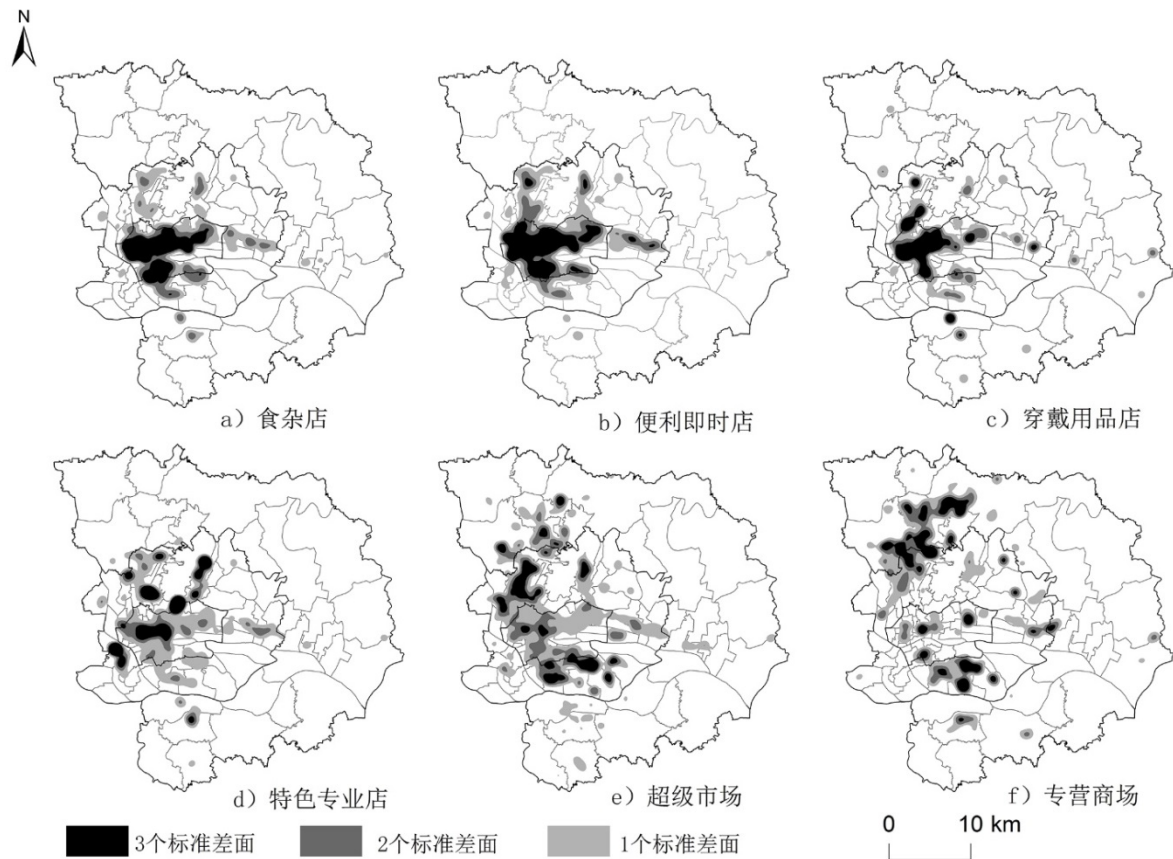 N
a）食杂店
b）便利即时店
c）穿戴用品店
d）特色专业店
e）超级市场
f）专营商场
3个标准差面
2个标准差面
1个标准差面
0 10 km